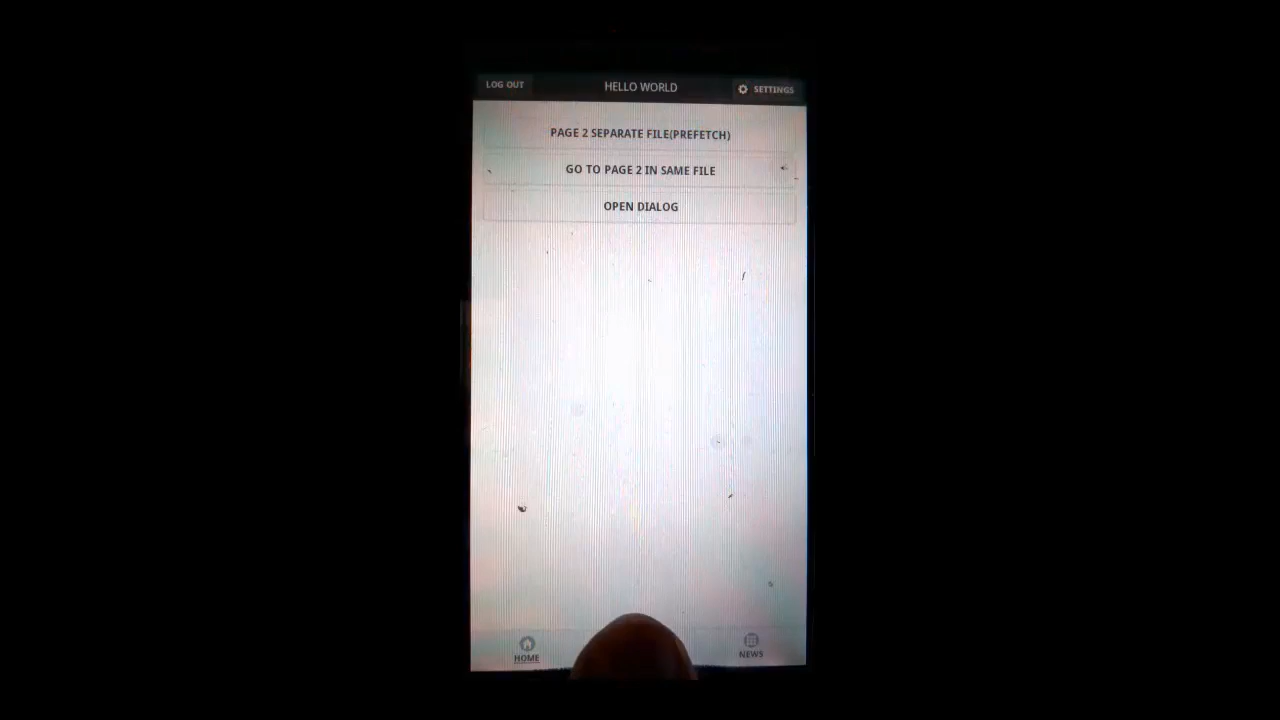 LOG OUT
HELLO WORLD
SETTINGS
PAGE 2 SEPARATE FILE(PREFETCH)
GO TO PAGE 2 IN SAME FILE
OPEN DIALOG
HOME
NEWS